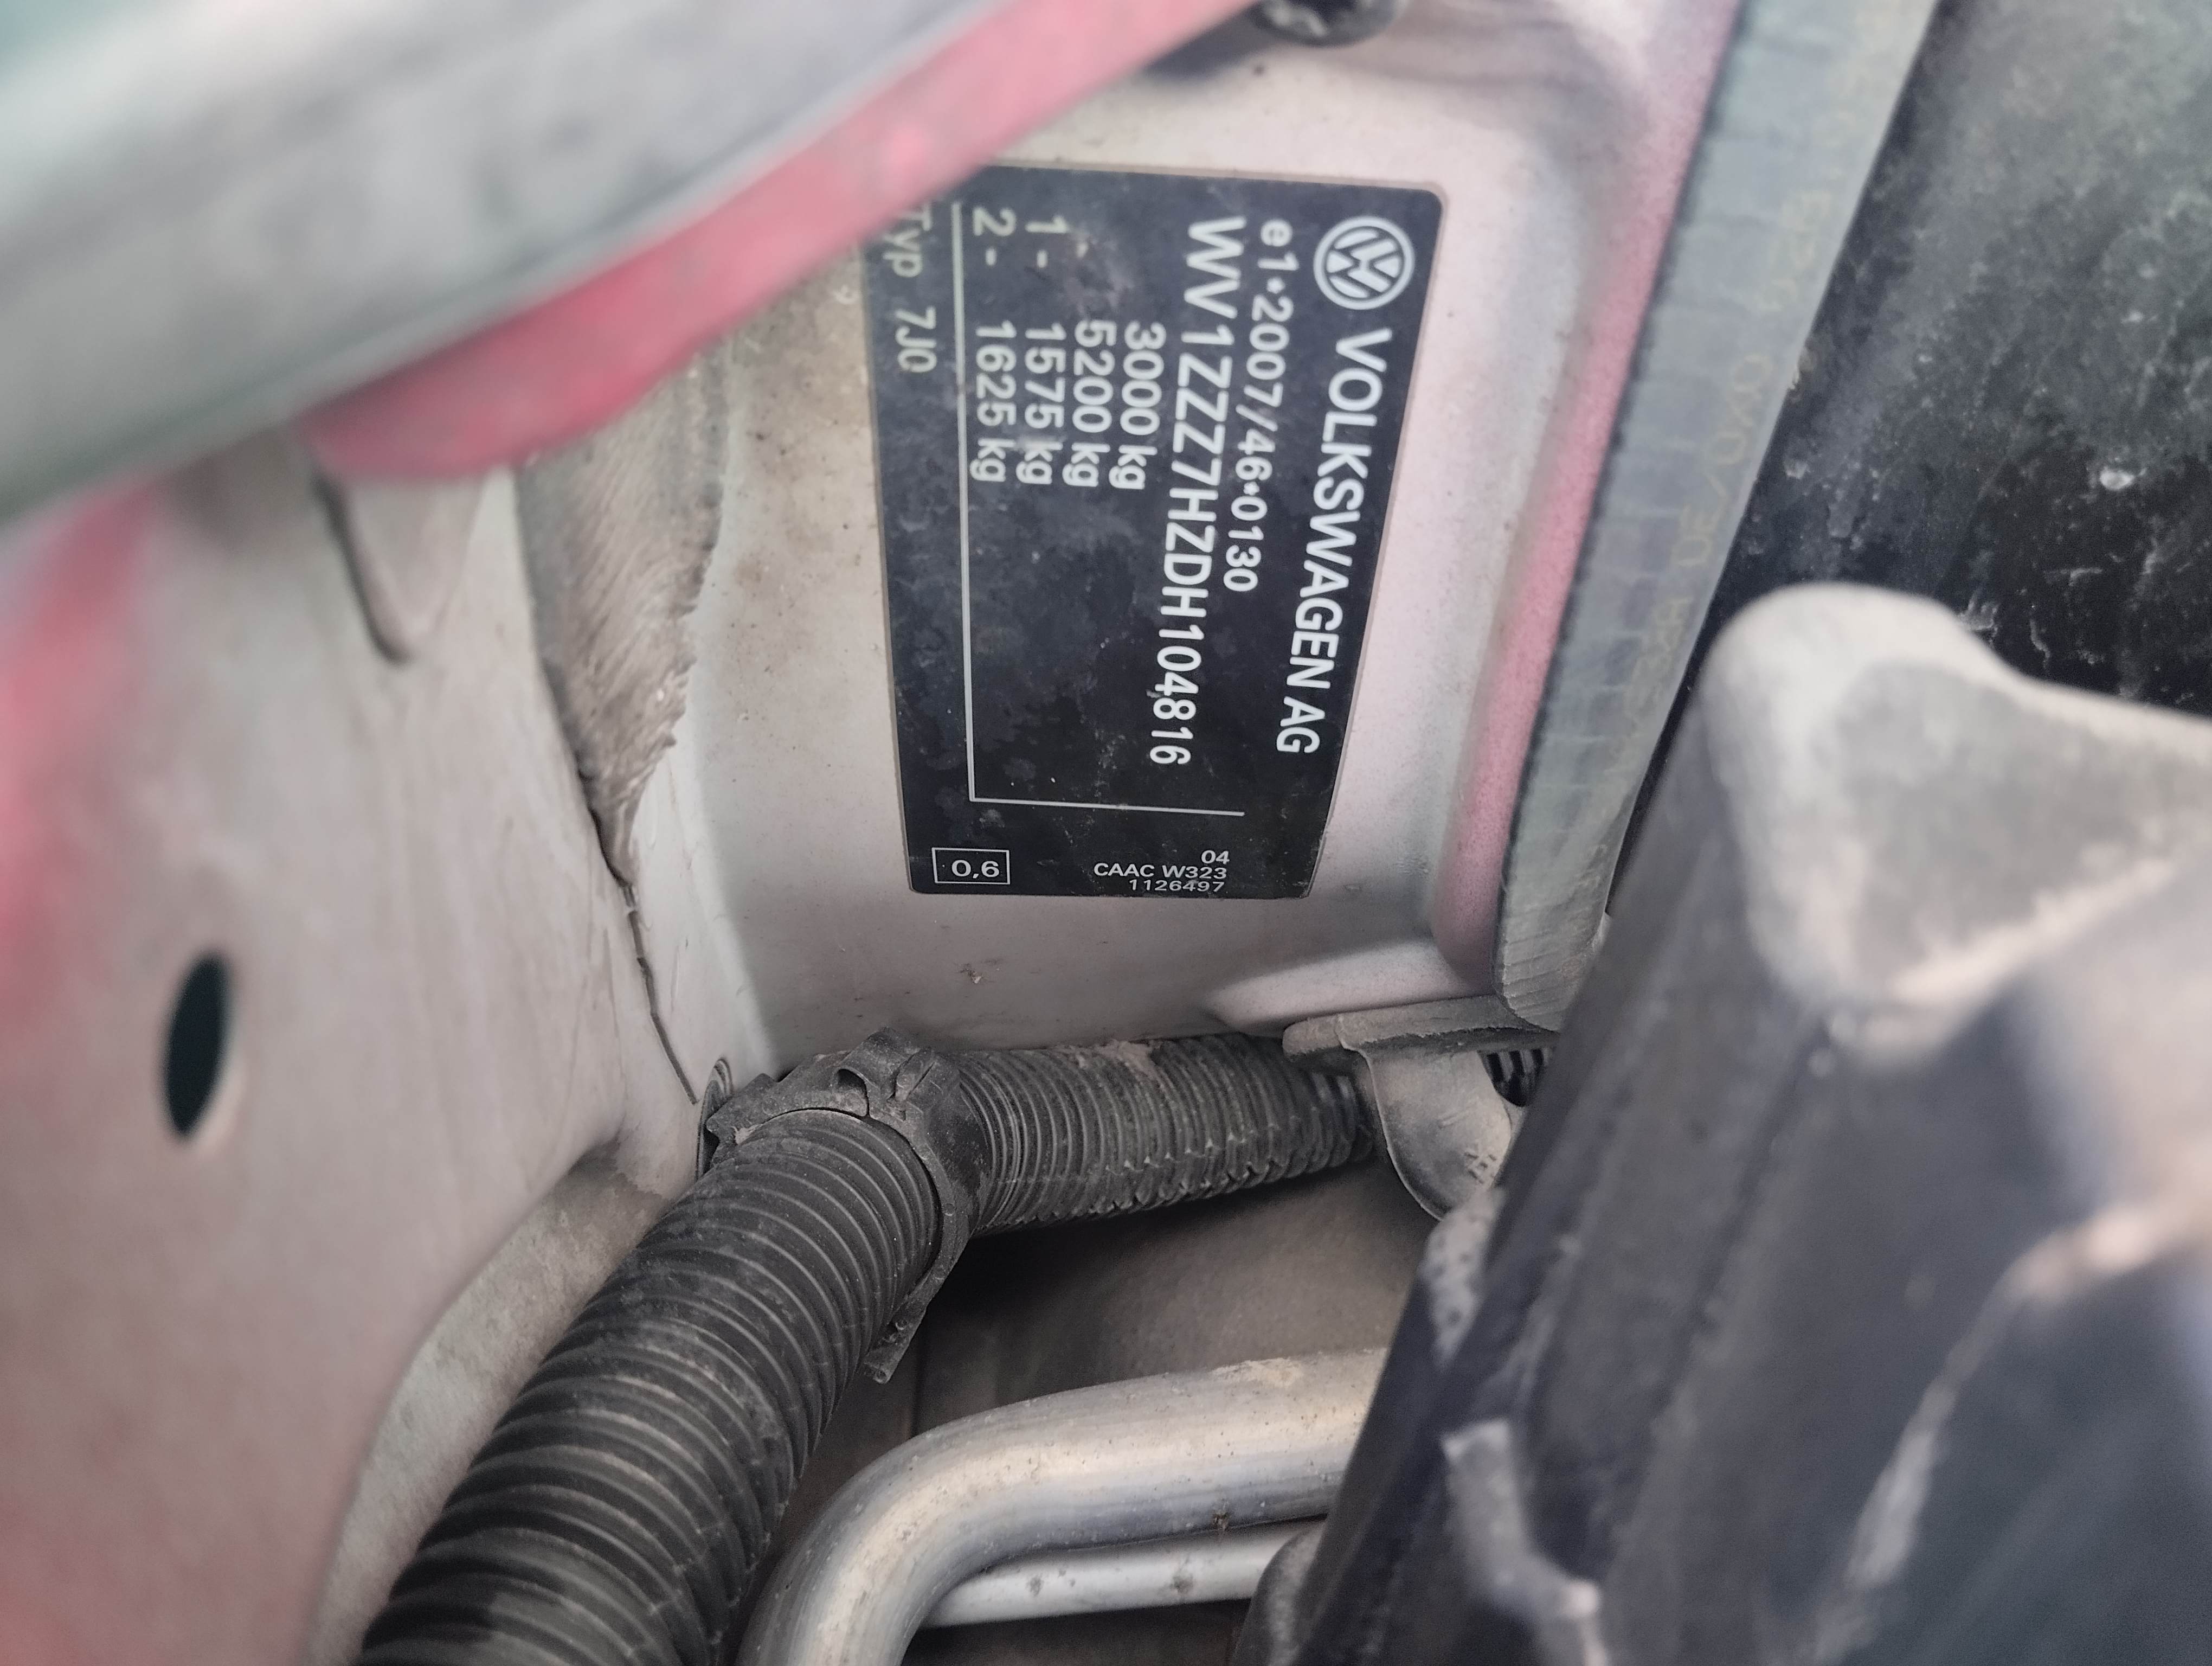 VOLKSWAGEN AG
e1*2007/46*0130
WV1ZZZ7HZDH104816
3000 kg
5200 kg
1- 1575 kg
2- 1625 kg
Typ 7J0
04
CAAC W323
1126497
0,6